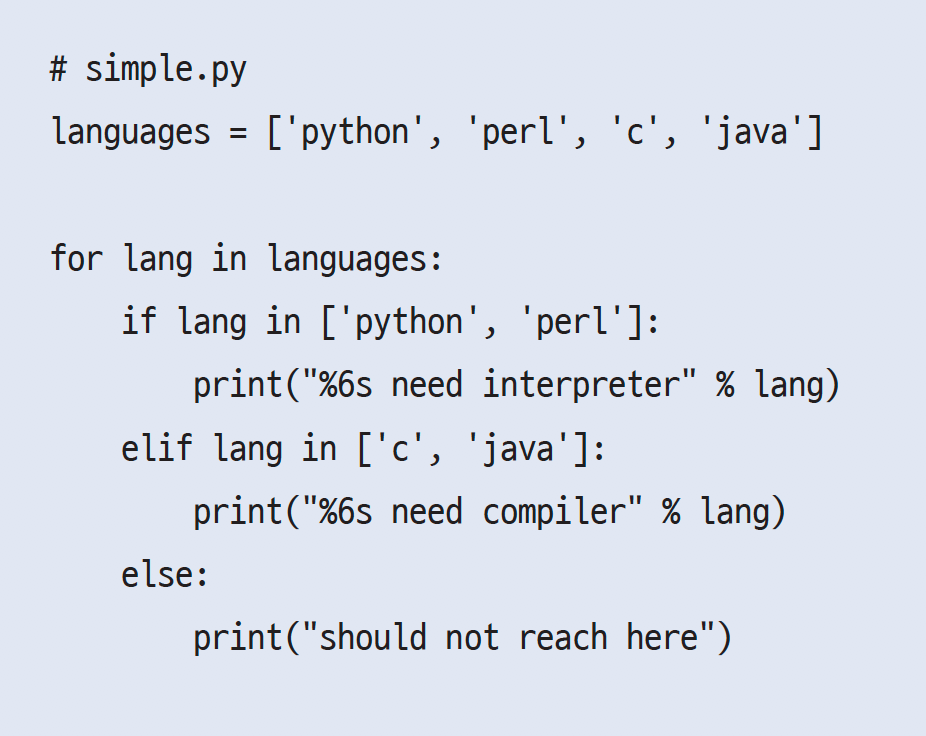 # simple.py
languages = ['python', 'perl', 'c', 'java']
for lang in languages:
    if lang in ['python', 'perl']:
        print("%6s need interpreter" % lang)
    elif lang in ['c', 'java']:
        print("%6s need compiler" % lang)
    else:
        print("should not reach here")